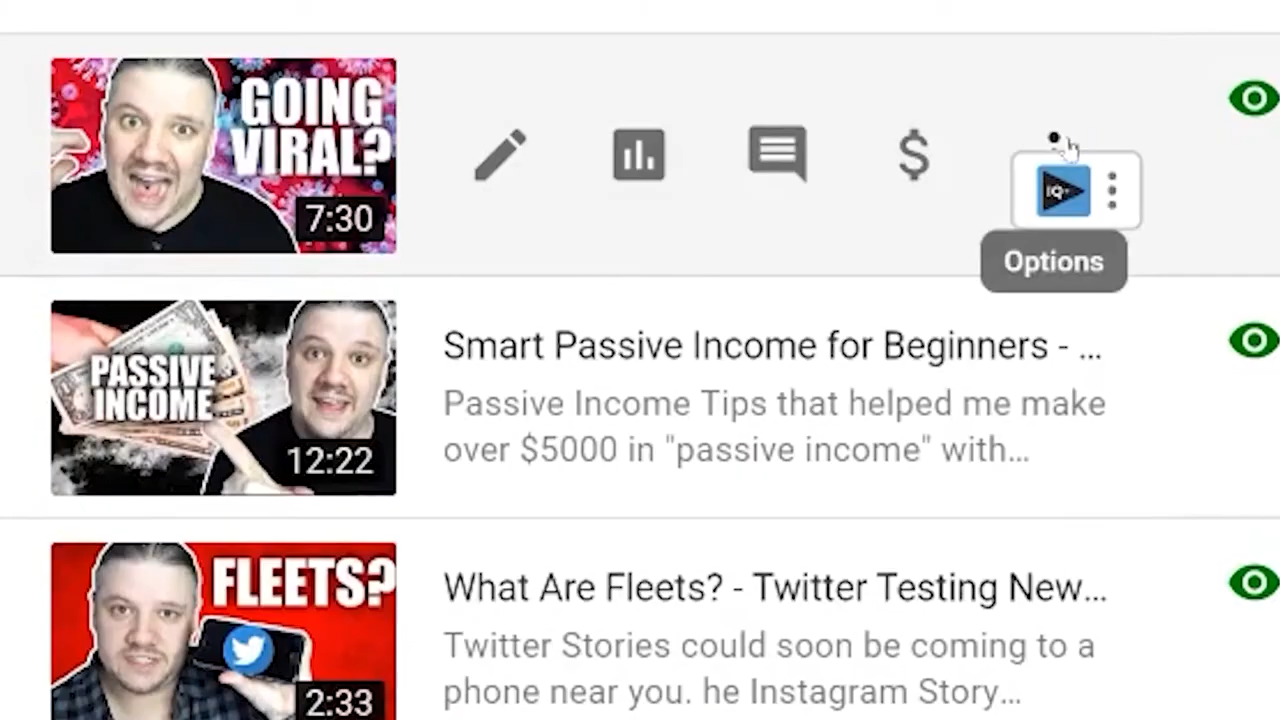 GOING
VIRAL?
7:30
$
IQ
Options
PASSIVE
INCOME
12:22
Smart Passive Income for Beginners - ...
Passive Income Tips that helped me make
over $5000 in "passive income" with...
FLEETS?
2:33
What Are Fleets? - Twitter Testing New...
Twitter Stories could soon be coming to a
phone near you. he Instagram Story...